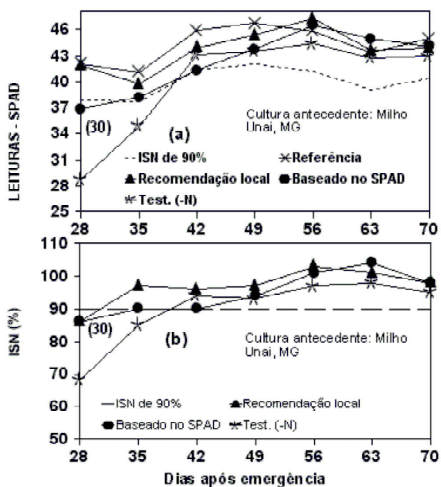 LEITURAS - SPAD
46
43
40
37
34
31
28
25
(30)
(a)
Cultura antecedente: Milho
Unai, MG
ISN de 90%
Referência
Recomendação local
Baseado no SPAD
Test. (-N)
28 35 42 49 56 63 70
ISN (%)
110
100
90
80
70
60
50
(30)
(b)
Cultura antecedente: Milho
Unai, MG
ISN de 90%
Recomendação local
Baseado no SPAD
Test. (-N)
28 35 42 49 56 63 70
Dias após emergência